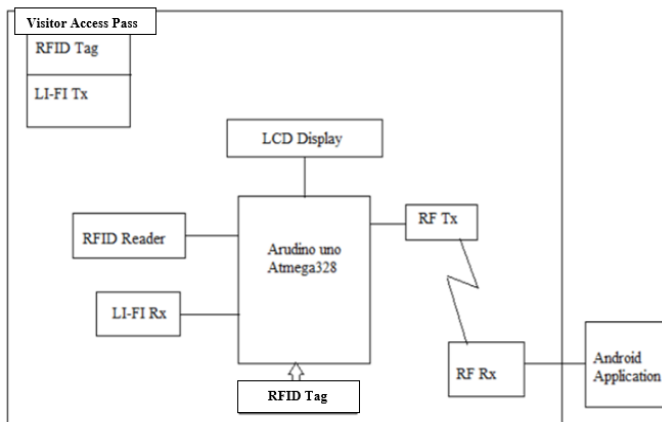 Visitor Access Pass
RFID Tag
LI-FI Tx
LCD Display
RFID Reader
Arudino uno
Atmega328
RF Tx
LI-FI Rx
RF Rx
Android
Application
RFID Tag